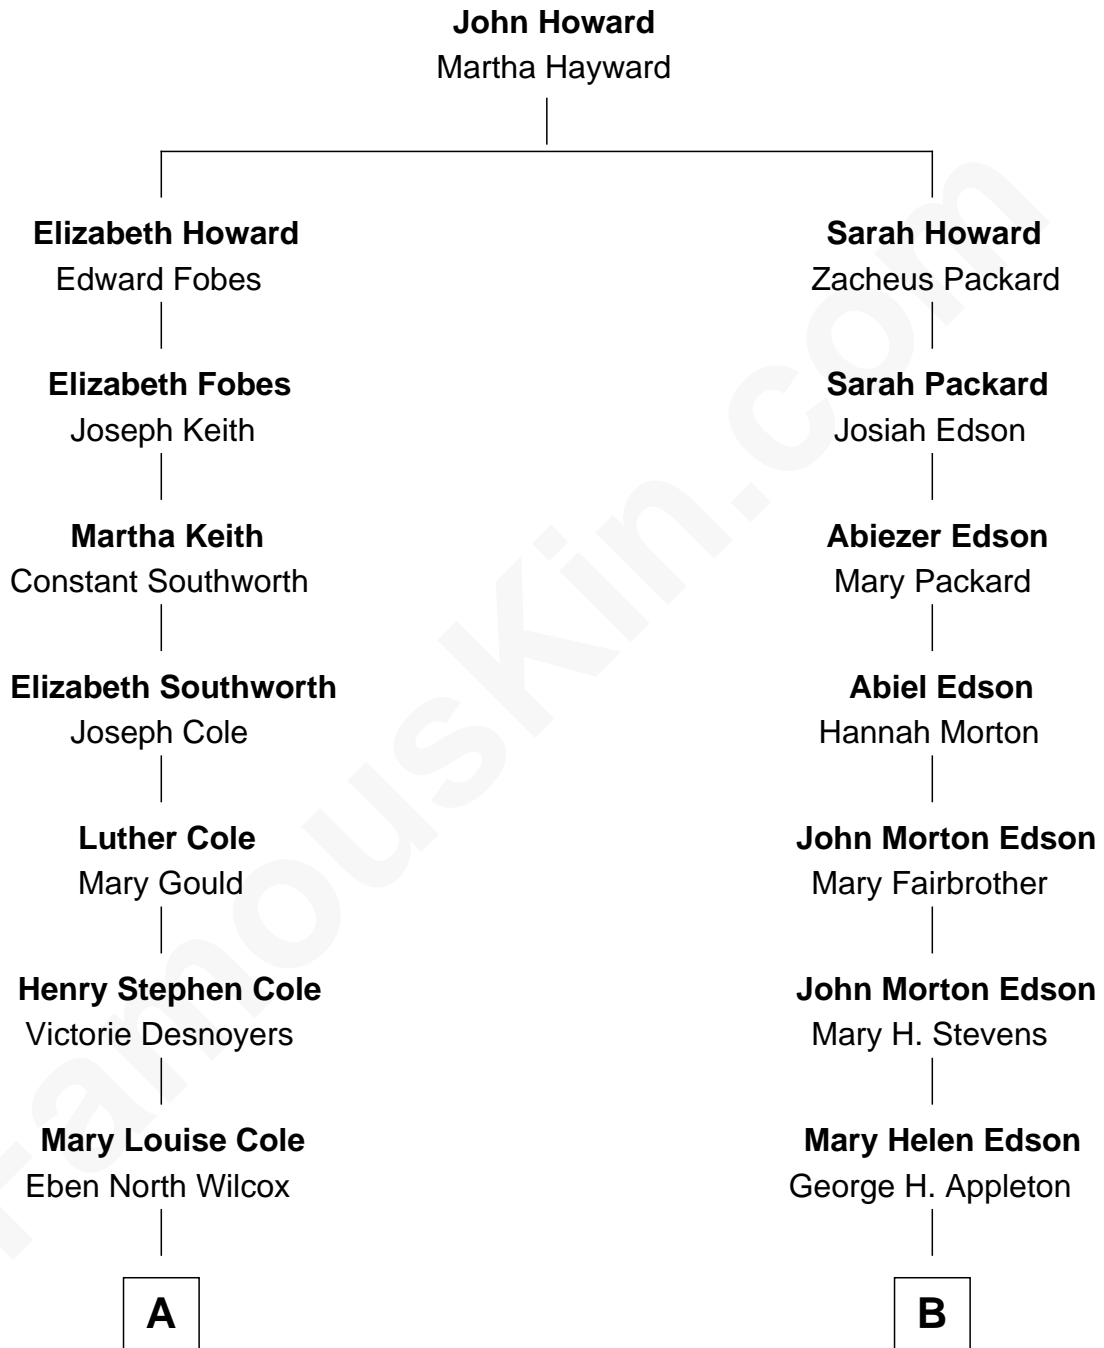 John Howard
Martha Hayward
Elizabeth Howard
Edward Fobes
Sarah Howard
Zacheus Packard
Elizabeth Fobes
Joseph Keith
Sarah Packard
Josiah Edson
Martha Keith
Constant Southworth
Abiezer Edson
Mary Packard
Elizabeth Southworth
Joseph Cole
Abiel Edson
Hannah Morton
Luther Cole
Mary Gould
John Morton Edson
Mary Fairbrother
Henry Stephen Cole
Victorie Desnoyers
John Morton Edson
Mary H. Stevens
Mary Louise Cole
Eben North Wilcox
Mary Helen Edson
George H. Appleton
A
B
FamousKin.com